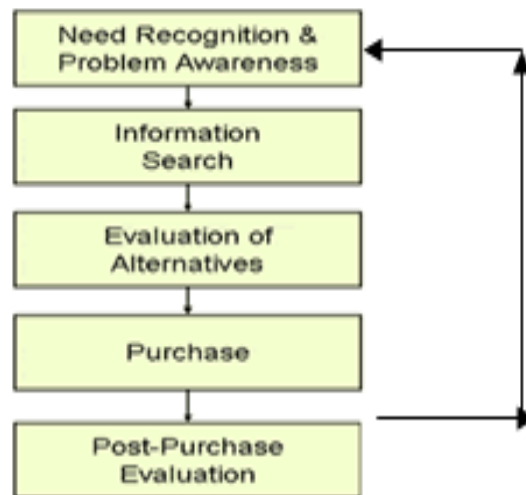 Need Recognition &
Problem Awareness
Information
Search
Evaluation of
Alternatives
Purchase
Post-Purchase
Evaluation